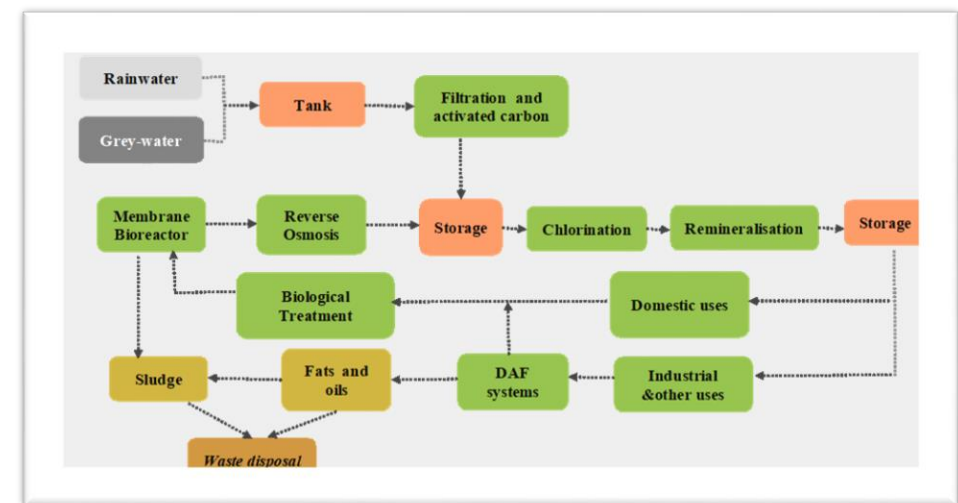 Rainwater
Tank
Filtration and
activated carbon
Grey-water
Membrane
Bioreactor
Reverse
Osmosis
Storage
Chlorination
Remineralisation
Storage
Biological
Treatment
Domestic uses
Sludge
Fats and
oils
DAF
systems
Industrial
&other uses
Waste disposal